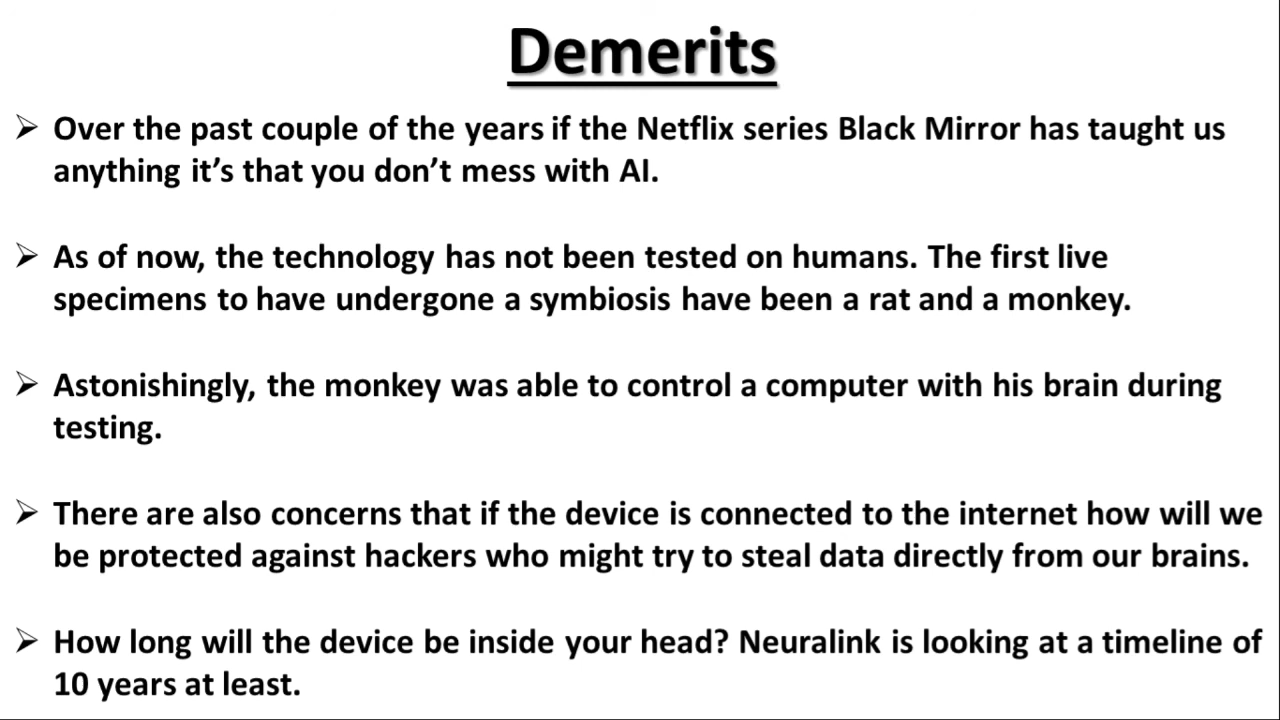 Demerits
➢ Over the past couple of the years if the Netflix series Black Mirror has taught us
anything it’s that you don’t mess with AI.
➢ As of now, the technology has not been tested on humans. The first live
specimens to have undergone a symbiosis have been a rat and a monkey.
➢ Astonishingly, the monkey was able to control a computer with his brain during
testing.
➢ There are also concerns that if the device is connected to the internet how will we
be protected against hackers who might try to steal data directly from our brains.
➢ How long will the device be inside your head? Neuralink is looking at a timeline of
10 years at least.